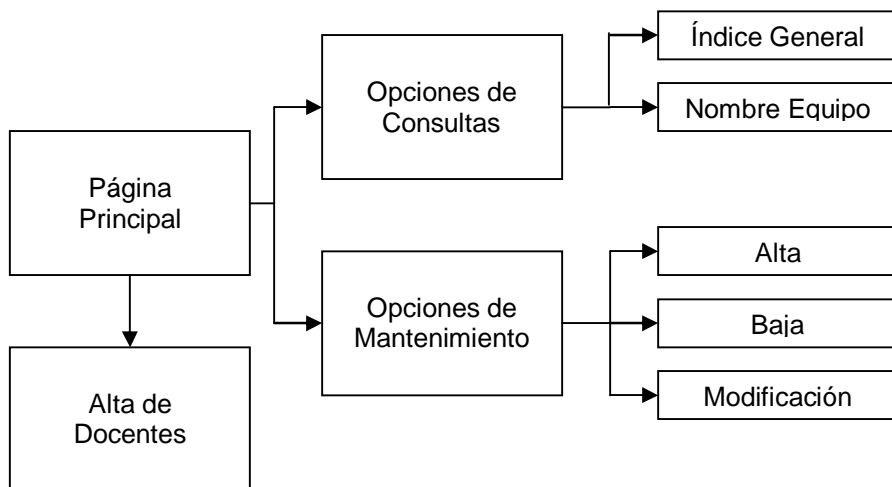 Página
Principal
Alta de
Docentes
Opciones de
Consultas
Índice General
Nombre Equipo
Opciones de
Mantenimiento
Alta
Baja
Modificación